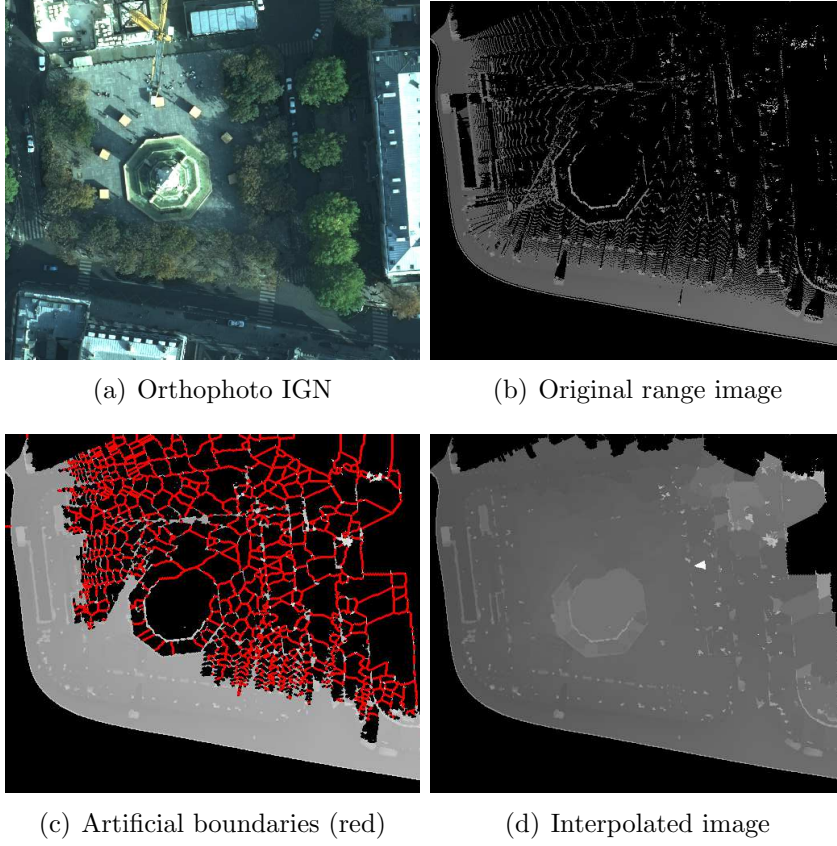 (a) Orthophoto IGN
(b) Original range image
(c) Artificial boundaries (red)
(d) Interpolated image